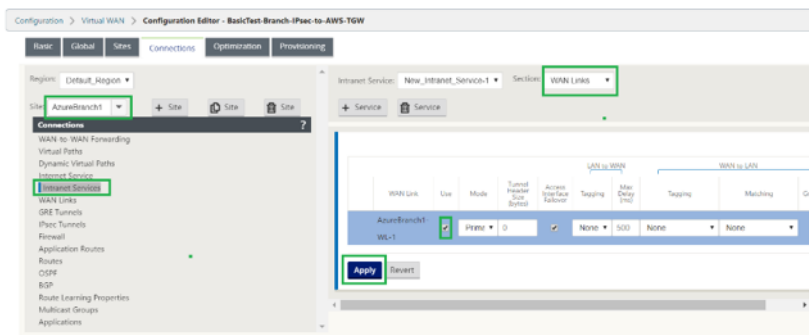 Configuration > Virtual WAN > Configuration Editor - BasicTest-Branch-IPsec-to-AWS-TGW
Basic Global Sites Connections Optimization Provisioning
Region: Default_Region
Site: AzureBranch1 + Site Site Site
Connections ?
WAN-to-WAN Forwarding
Virtual Paths
Dynamic Virtual Paths
Internet Service
Intranet Services
WAN Links
GRE Tunnels
IPsec Tunnels
Firewall
Application Routes
Routes
OSPF
BGP
Route Learning Properties
Multicast Groups
Applications
Intranet Service: New_Intranet_Service-1 Section: WAN Links
+ Service Service
LAN to WAN WAN to LAN
WAN Link Use Mode Tunnel Header Size (bytes) Access Interface Failover Tagging Max Delay (ms) Tagging Matching
AzureBranch1-WL-1 Prime 0 None 500 None None
Apply Revert